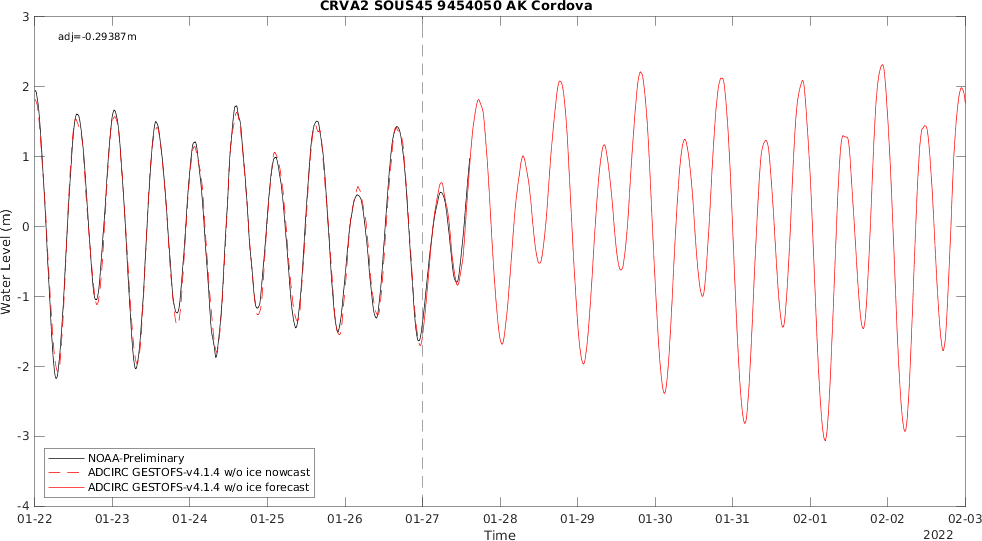 CRVA2 SOUS45 9454050 AK Cordova
adj=-0.29387m
Water Level (m)
3
2
1
0
-1
-2
-3
-4
NOAA-Preliminary
ADCIRC GESTOFS-v4.1.4 w/o ice nowcast
ADCIRC GESTOFS-v4.1.4 w/o ice forecast
01-22 01-23 01-24 01-25 01-26 01-27 01-28 01-29 01-30 01-31 02-01 02-02 02-03
Time
2022